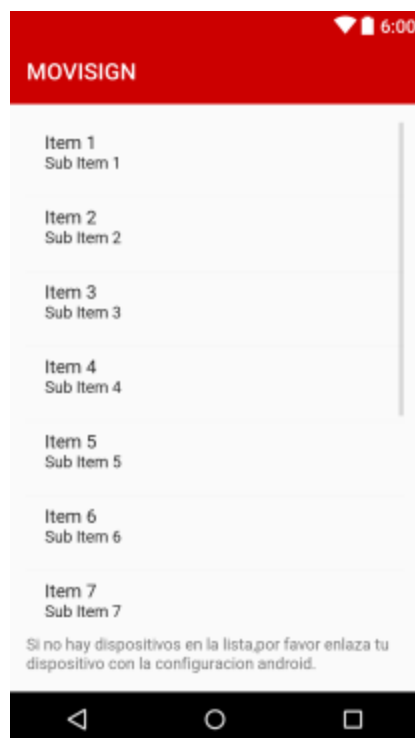 6:00
MOVISIGN
Item 1
Sub Item 1
Item 2
Sub Item 2
Item 3
Sub Item 3
Item 4
Sub Item 4
Item 5
Sub Item 5
Item 6
Sub Item 6
Item 7
Sub Item 7
Si no hay dispositivos en la lista,por favor enlaza tu
dispositivo con la configuracion android.